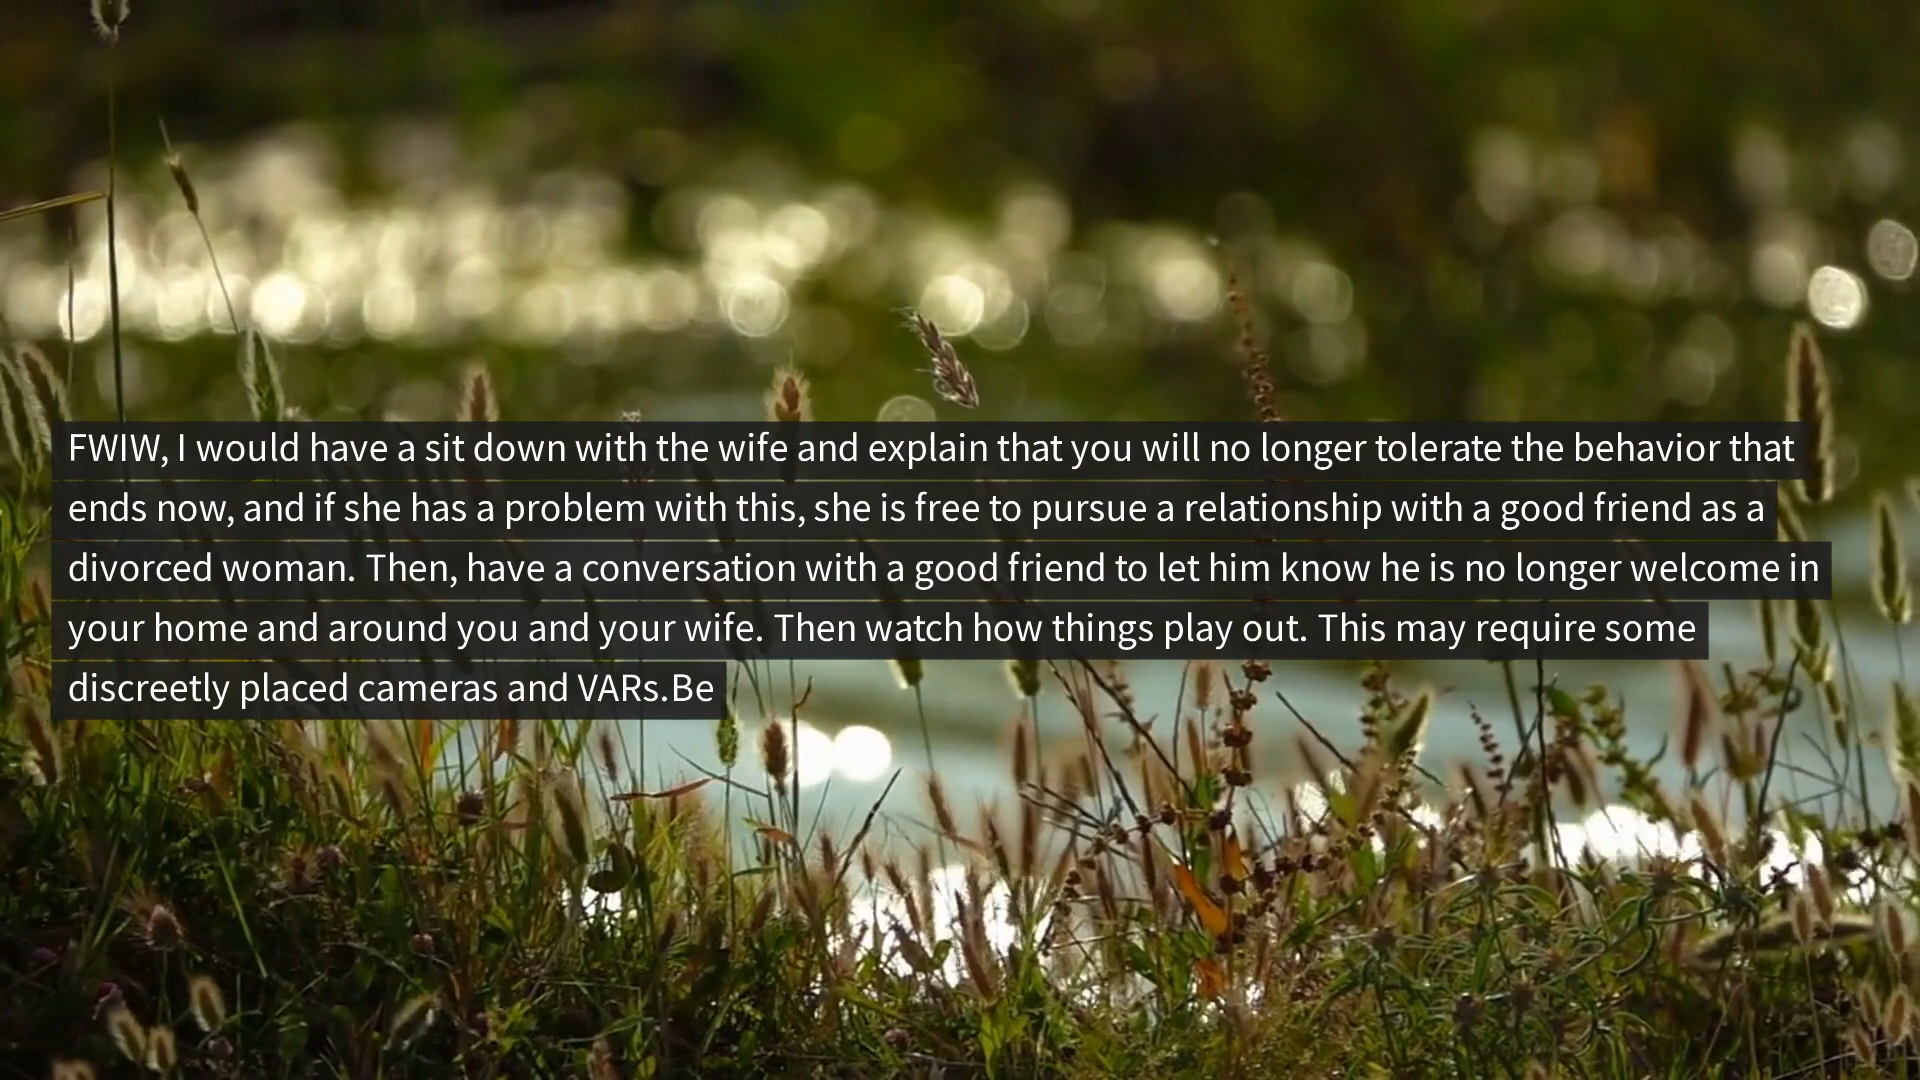 FWIW, I would have a sit down with the wife and explain that you will no longer tolerate the behavior that
ends now, and if she has a problem with this, she is free to pursue a relationship with a good friend as a
divorced woman. Then, have a conversation with a good friend to let him know he is no longer welcome in
your home and around you and your wife. Then watch how things play out. This may require some
discreetly placed cameras and VARs.Be